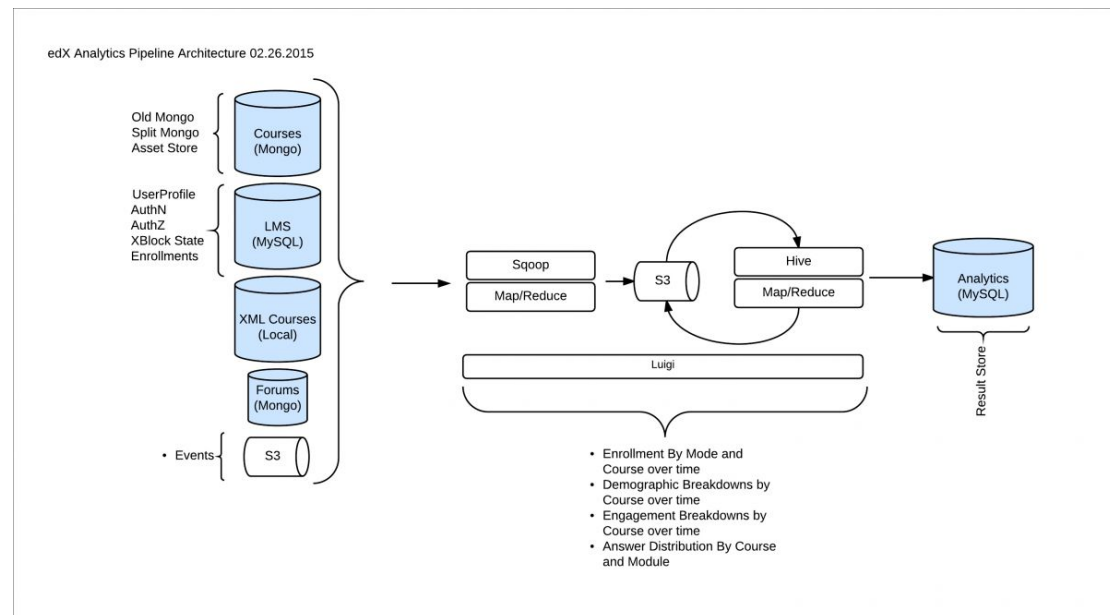 edX Analytics Pipeline Architecture 02.26.2015
Old Mongo
Split Mongo
Asset Store
Courses
(Mongo)
UserProfile
AuthN
AuthZ
XBlock State
Enrollments
LMS
(MySQL)
XML Courses
(Local)
Forums
(Mongo)
• Events
S3
Sqoop
Map/Reduce
S3
Hive
Map/Reduce
Analytics
(MySQL)
Result Store
Luigi
• Enrollment By Mode and
Course over time
• Demographic Breakdowns by
Course over time
• Engagement Breakdowns by
Course over time
• Answer Distribution By Course
and Module